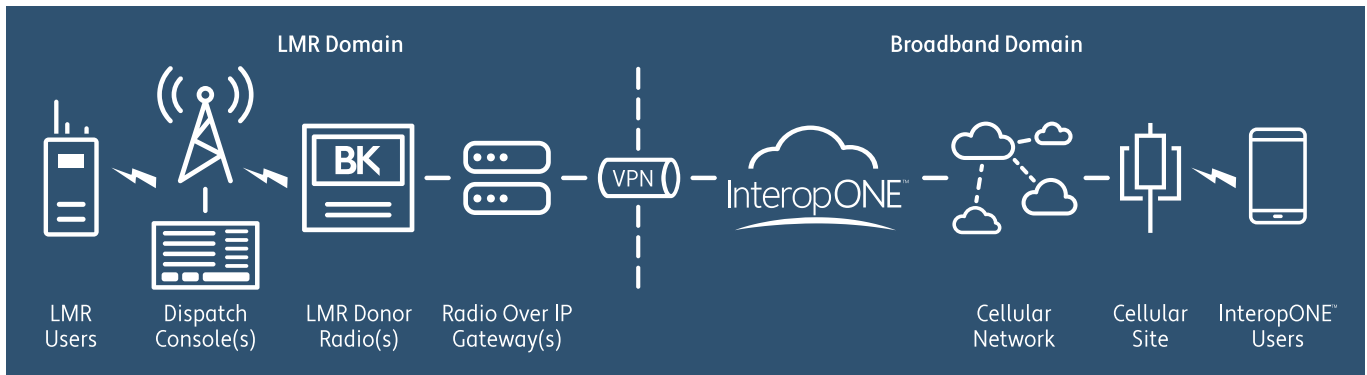 LMR Domain
Broadband Domain
BK
VPN
InteropONE™
LMR
Users
Dispatch
Console(s)
LMR Donor
Radio(s)
Radio Over IP
Gateway(s)
Cellular
Network
Cellular
Site
InteropONE™
Users